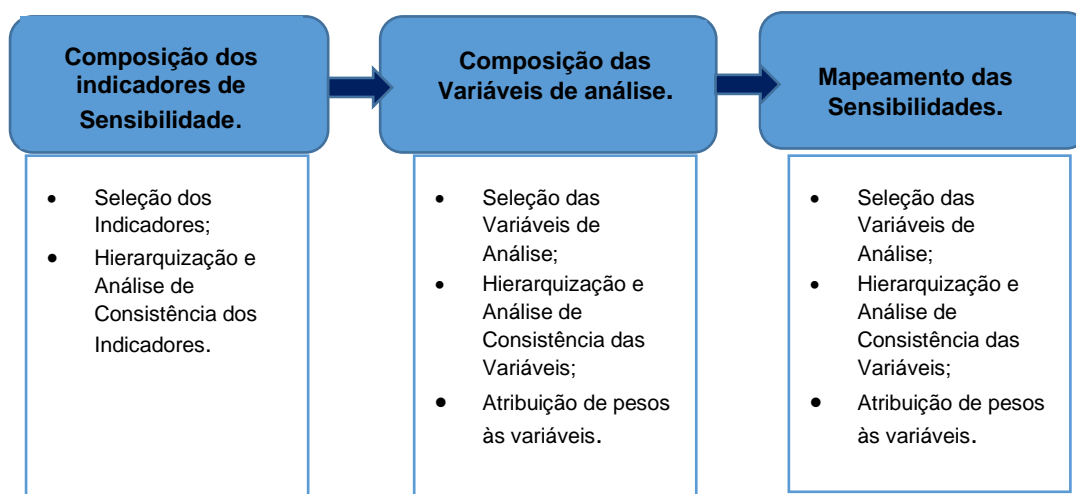 Composição dos
indicadores de
Sensibilidade.
Composição das
Variáveis de análise.
Mapeamento das
Sensibilidades.
• Seleção dos
Indicadores;
• Hierarquização e
Análise de
Consistência dos
Indicadores.
• Seleção das
Variáveis de
Análise;
• Hierarquização e
Análise de
Consistência das
Variáveis;
• Atribuição de pesos
às variáveis.
• Seleção das
Variáveis de
Análise;
• Hierarquização e
Análise de
Consistência das
Variáveis;
• Atribuição de pesos
às variáveis.